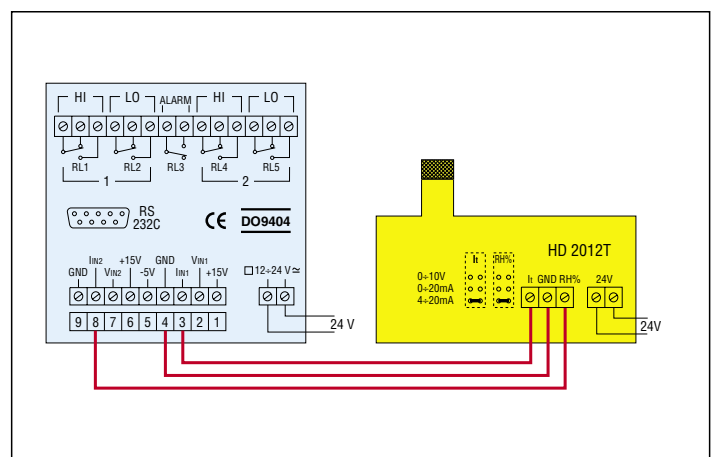 HI LO ALARM HI LO
RL1 RL2 RL3 RL4 RL5
1 2
RS
232C
CE DO9404
IIN2 +15V GND VIN1
GND VIN2 -5V IIN1 +15V
12÷24 V≃
9 8 7 6 5 4 3 2 1
24 V
HD 2012T
It RH%
0÷10V
0÷20mA
4÷20mA
It GND RH% 24V
24V